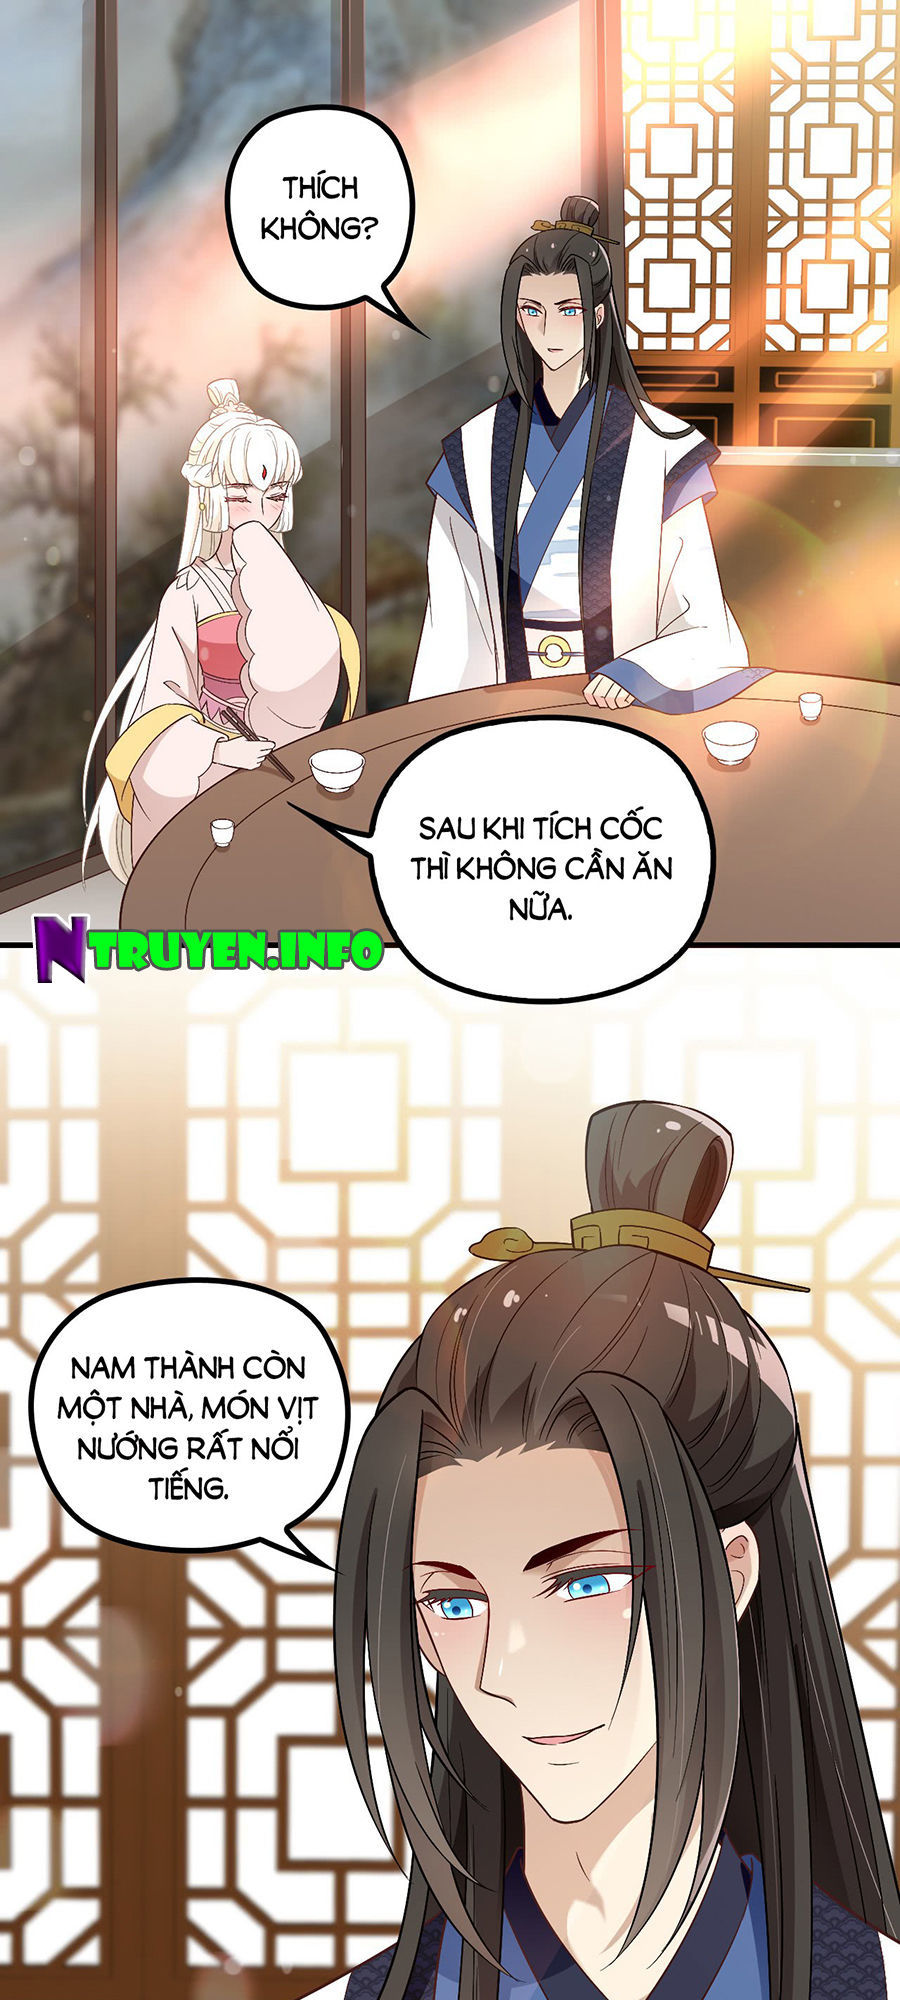 THÍCH
KHÔNG?
SAU KHI TÍCH CỐC
THÌ KHÔNG CẦN ĂN
NỮA.
NTRUYEN.INFO
NAM THÀNH CÒN
MỘT NHÀ, MÓN VỊT
NƯỚNG RẤT NỔI
TIẾNG.